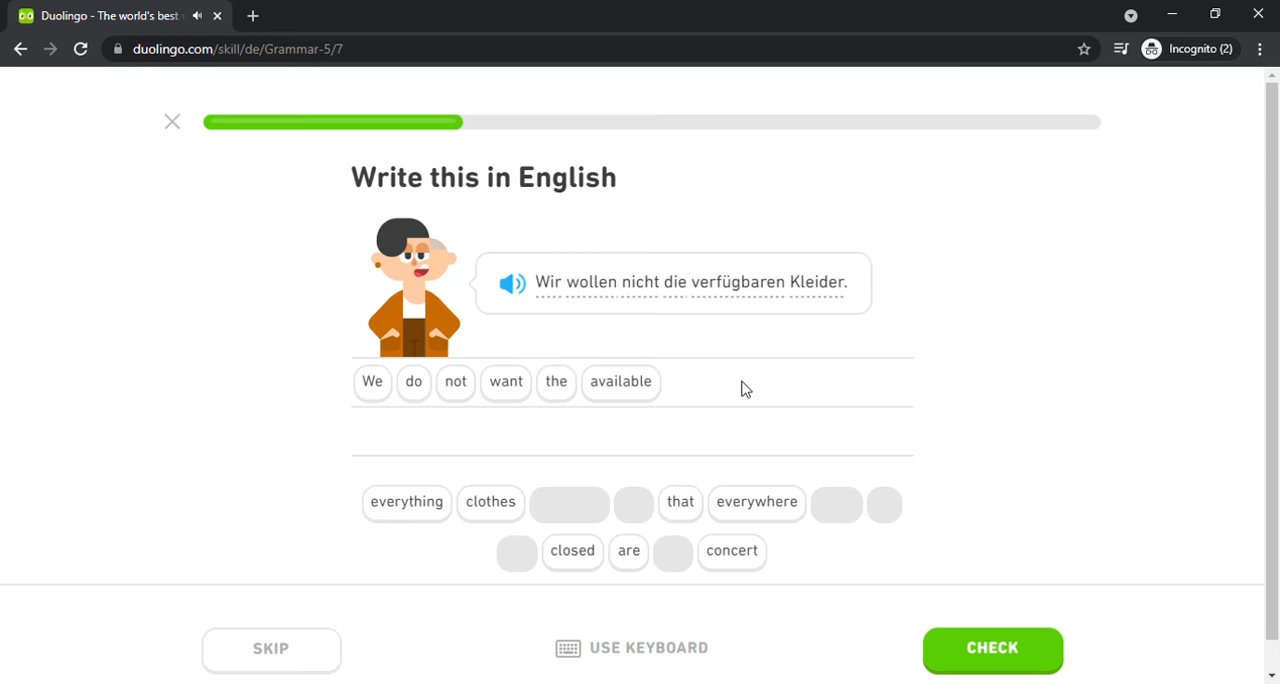 Duolingo - The world's best
duolingo.com/skill/de/Grammar-5/7
Incognito (2)
Write this in English
Wir wollen nicht die verfügbaren Kleider.
We do not want the available
everything clothes that everywhere
closed are concert
SKIP
USE KEYBOARD
CHECK